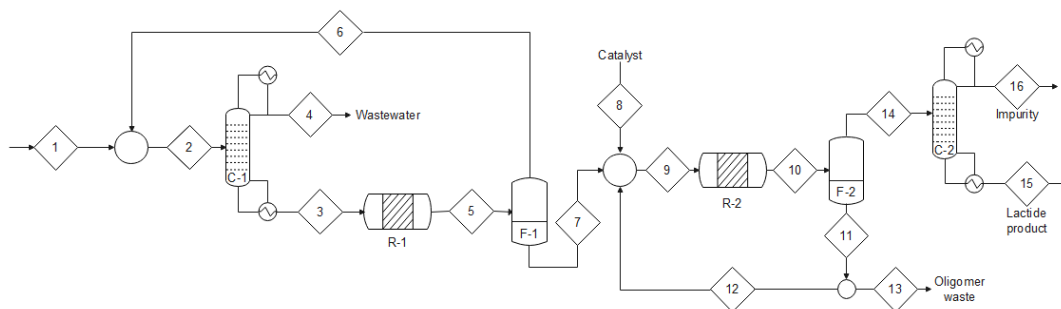 6
Catalyst
8
14
16
Impurity
4
Wastewater
1
2
C-1
9
10
F-2
C-2
15
Lactide
product
R-2
3
5
F-1
7
R-1
11
12
13
Oligomer
waste